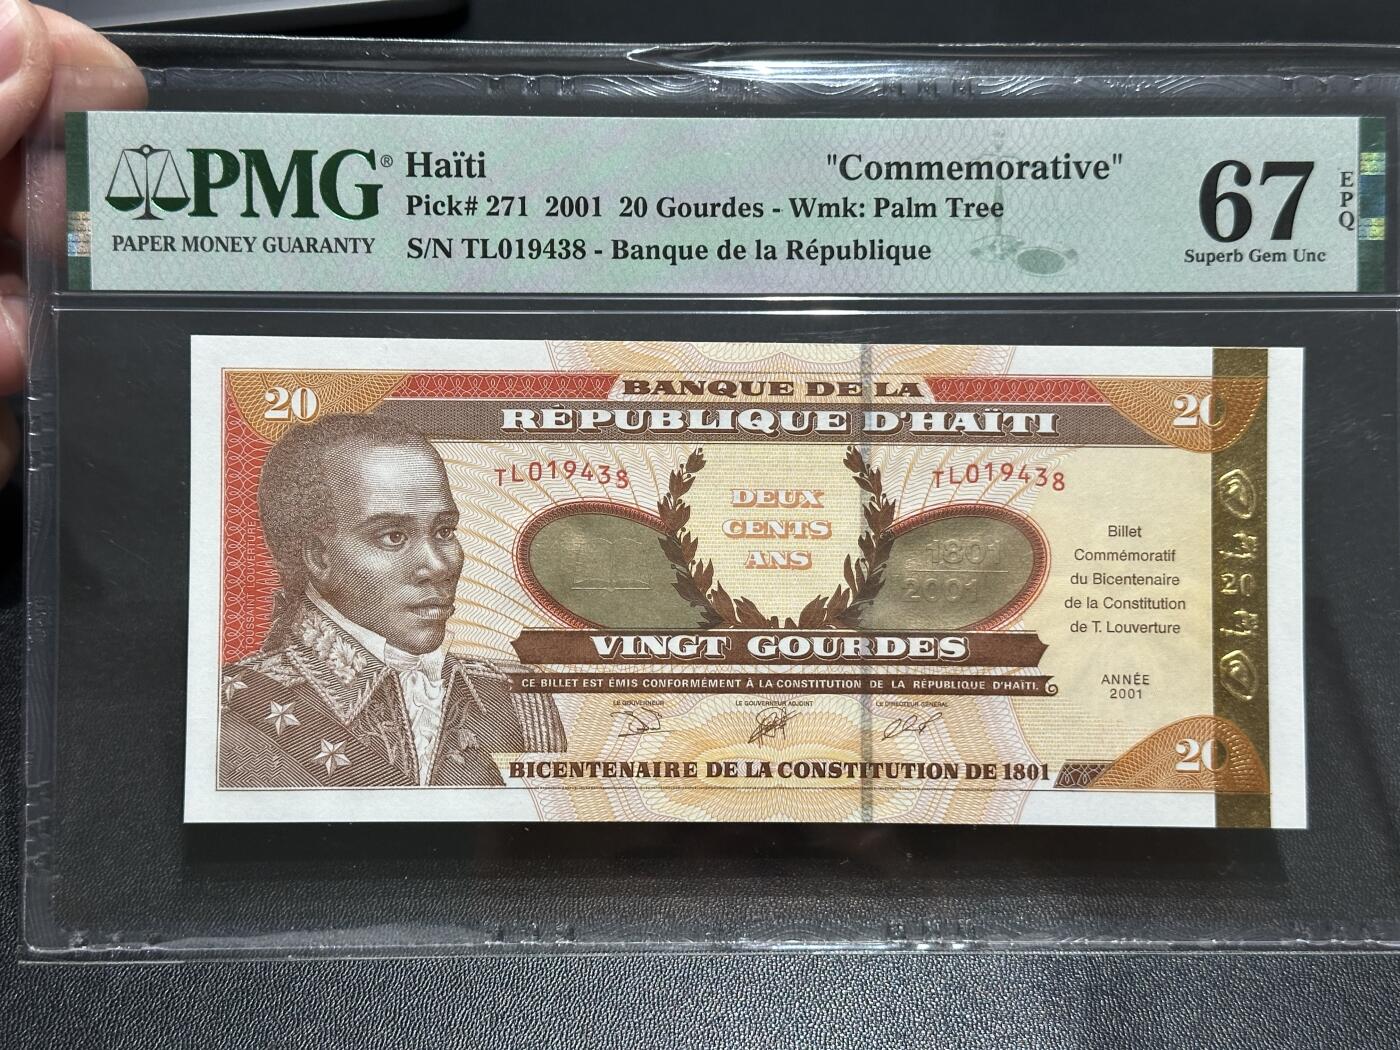 PMG®
PAPER MONEY GUARANTY
Haïti "Commemorative"
Pick# 271 2001 20 Gourdes - Wmk: Palm Tree
S/N TL019438 - Banque de la République
67
EPQ
Superb Gem Unc
20
BANQUE DE LA
RÉPUBLIQUE D'HAÏTI
20
TL019438
TL019438
DEUX
CENTS
ANS
1801
2001
Billet
Commémoratif
du Bicentenaire
de la Constitution
de T. Louverture
ANNÉE
2001
20
TOUSSAINT LOUVERTURE
VINGT GOURDES
CE BILLET EST ÉMIS CONFORMÉMENT À LA CONSTITUTION DE LA RÉPUBLIQUE D'HAÏTI.
LE GOUVERNEUR
LE GOUVERNEUR ADJOINT
LE DIRECTEUR GÉNÉRAL
BICENTENAIRE DE LA CONSTITUTION DE 1801
20